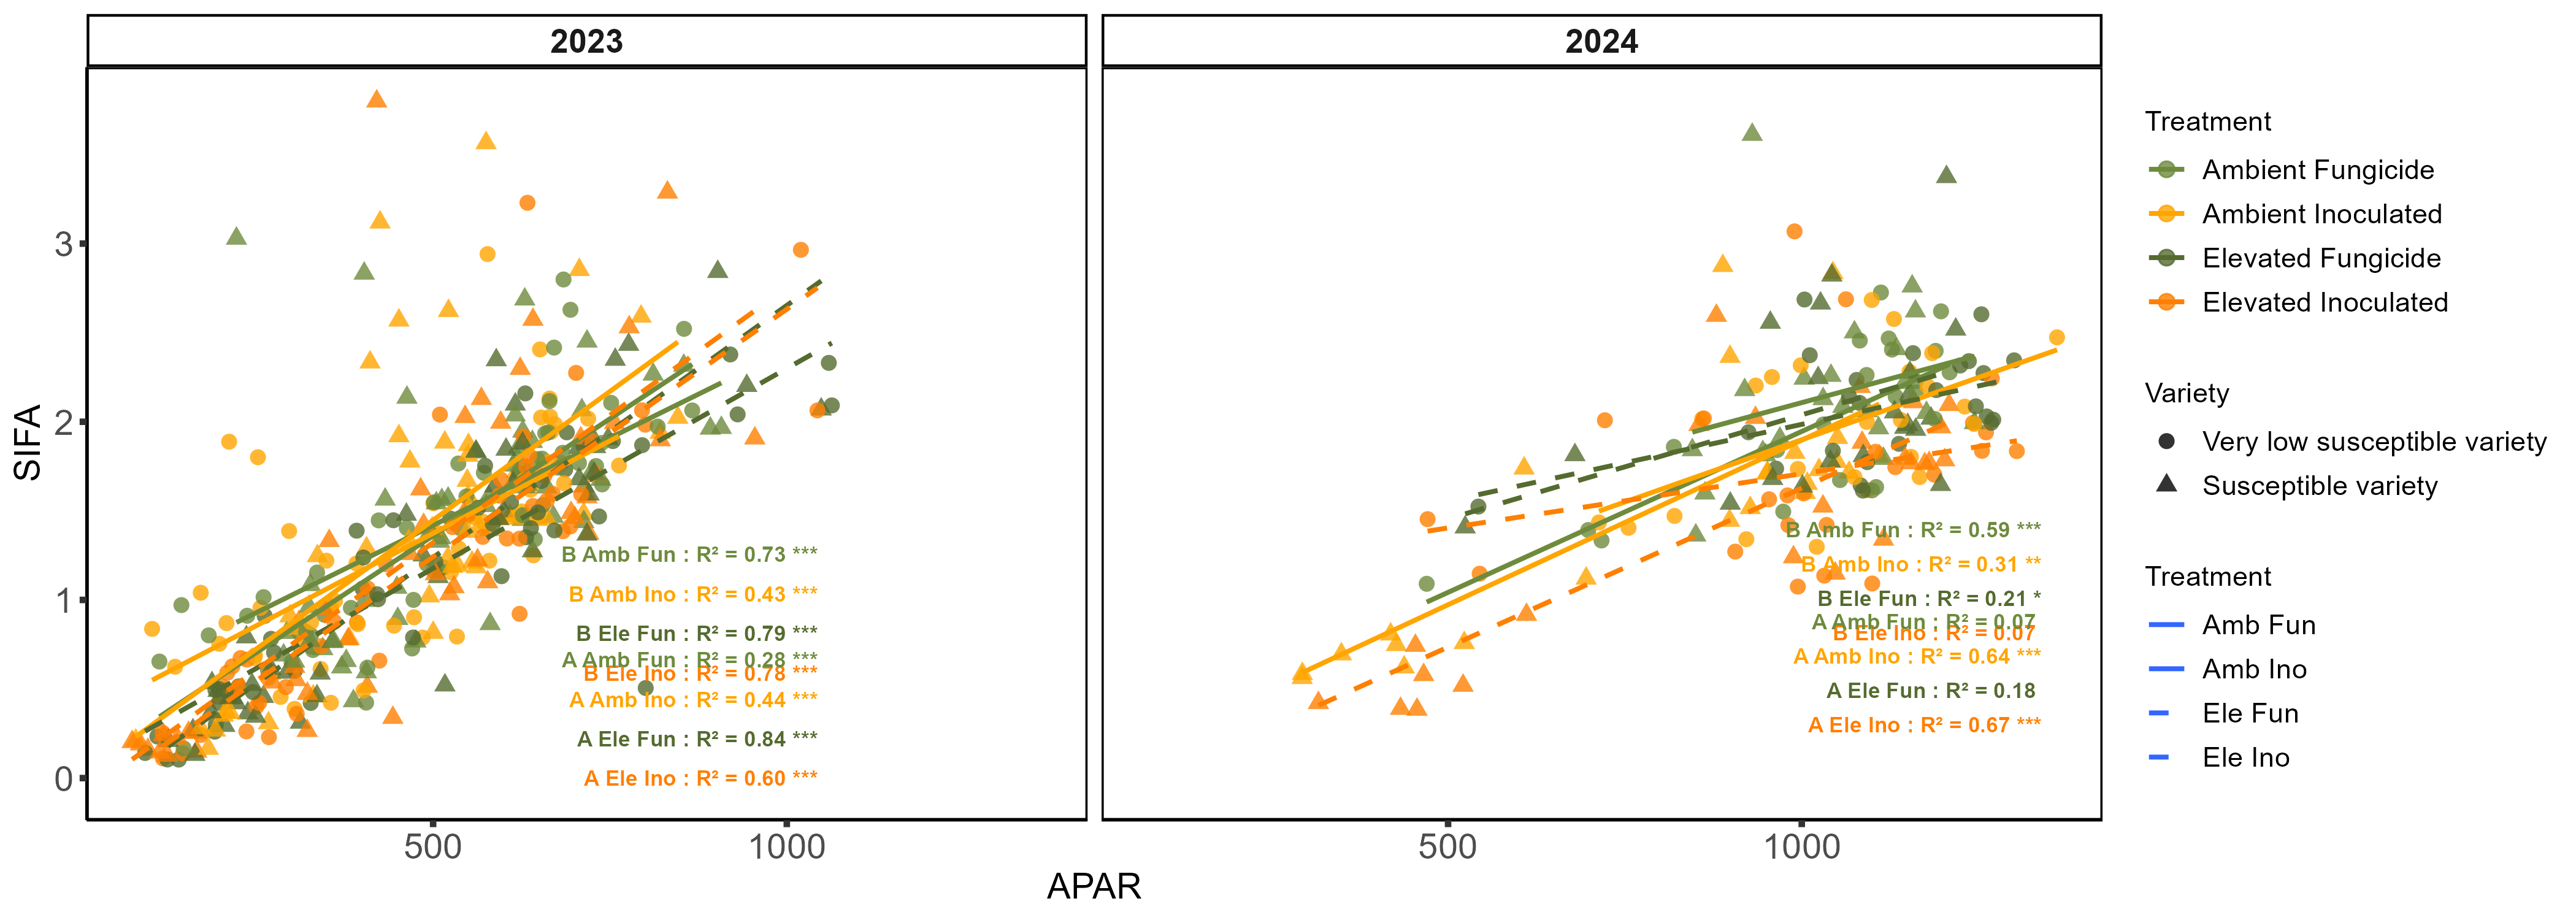 2023
2024
SIFA
3
2
1
0
B Amb Fun : R² = 0.73 ***
B Amb Ino : R² = 0.43 ***
B Ele Fun : R² = 0.79 ***
A Amb Fun : R² = 0.28 ***
B Ele Ino : R² = 0.78 ***
A Amb Ino : R² = 0.44 ***
A Ele Fun : R² = 0.84 ***
A Ele Ino : R² = 0.60 ***
500
1000
B Amb Fun : R² = 0.59 ***
B Amb Ino : R² = 0.31 **
B Ele Fun : R² = 0.21 *
A Amb Fun : R² = 0.07
B Ele Ino : R² = 0.07
A Amb Ino : R² = 0.64 ***
A Ele Fun : R² = 0.18
A Ele Ino : R² = 0.67 ***
500
1000
APAR
Treatment
Ambient Fungicide
Ambient Inoculated
Elevated Fungicide
Elevated Inoculated
Variety
Very low susceptible variety
Susceptible variety
Treatment
Amb Fun
Amb Ino
Ele Fun
Ele Ino